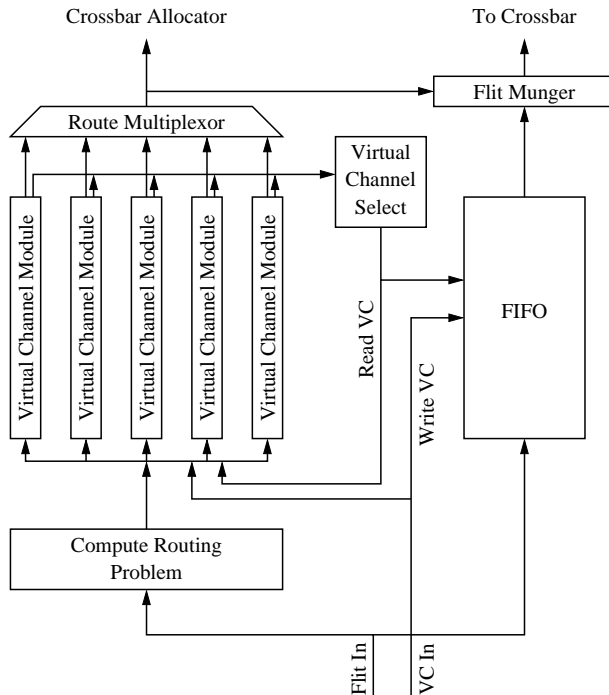 Crossbar Allocator
To Crossbar
Flit Munger
Route Multiplexor
Virtual
Channel
Select
Virtual Channel Module
Virtual Channel Module
Virtual Channel Module
Virtual Channel Module
Virtual Channel Module
FIFO
Read VC
Write VC
Compute Routing
Problem
Flit In
VC In